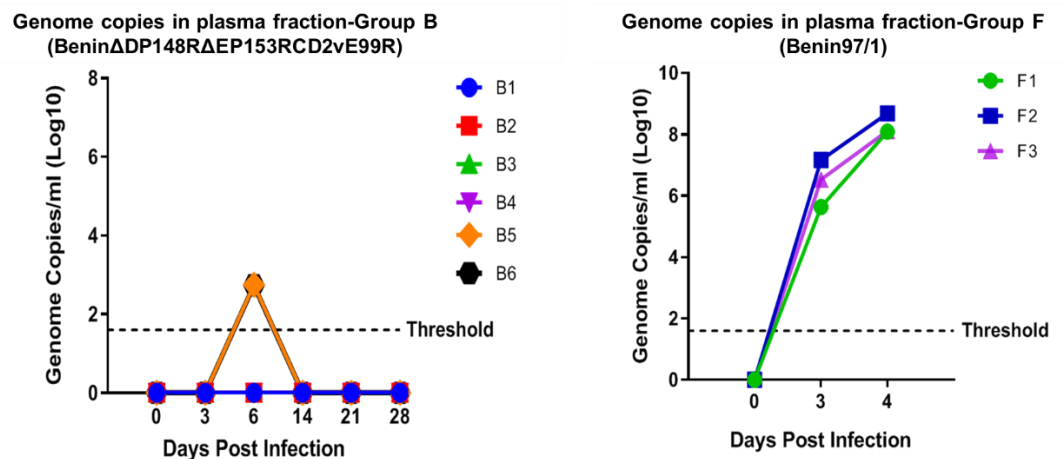 Genome copies in plasma fraction-Group B
(BeninΔDP148RΔEP153RCD2vE99R)
Genome Copies/ml (Log10)
8
6
4
2
0
Threshold
0 3 6 14 21 28
Days Post Infection
B1
B2
B3
B4
B5
B6
Genome copies in plasma fraction-Group F
(Benin97/1)
Genome Copies/ml (Log10)
10
8
6
4
2
0
Threshold
0 3 4
Days Post Infection
F1
F2
F3